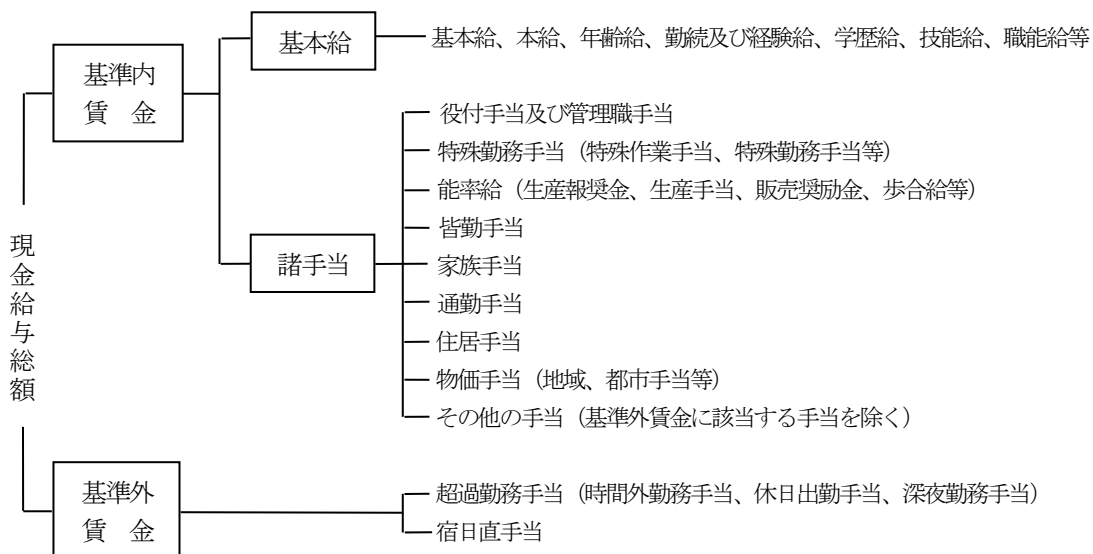 現金給与総額
基準内
賃　金
基本給
基本給、本給、年齢給、勤続及び経験給、学歴給、技能給、職能給等
諸手当
役付手当及び管理職手当
特殊勤務手当（特殊作業手当、特殊勤務手当等）
能率給（生産報奨金、生産手当、販売奨励金、歩合給等）
皆勤手当
家族手当
通勤手当
住居手当
物価手当（地域、都市手当等）
その他の手当（基準外賃金に該当する手当を除く）
基準外
賃　金
超過勤務手当（時間外勤務手当、休日出勤手当、深夜勤務手当）
宿日直手当